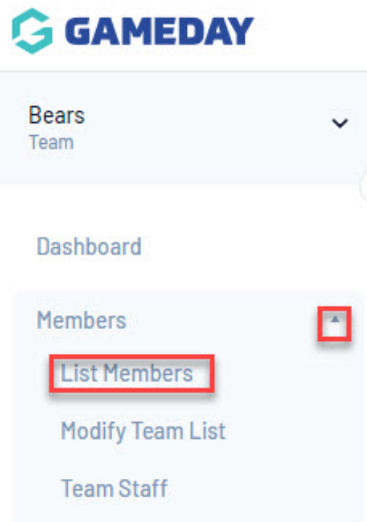 GAMEDAY
Bears
Team
Dashboard
Members
List Members
Modify Team List
Team Staff